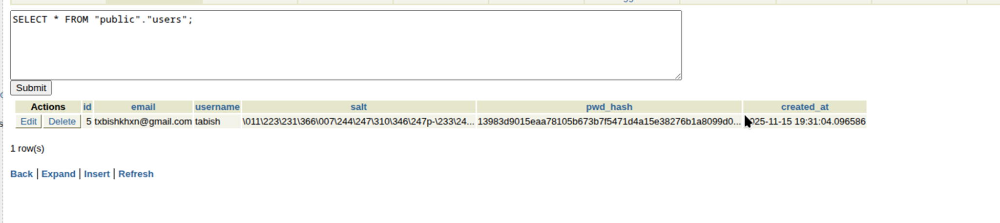 SELECT * FROM "public"."users";
Submit
Actions id email username salt pwd_hash created_at
Edit Delete 5 txbishkhxn@gmail.com tabish \011\223\231\366\007\244\247\310\346\247p-\233\24... 13983d9015eaa78105b673b7f5471d4a15e38276b1a8099d0... 025-11-15 19:31:04.096586
1 row(s)
Back | Expand | Insert | Refresh